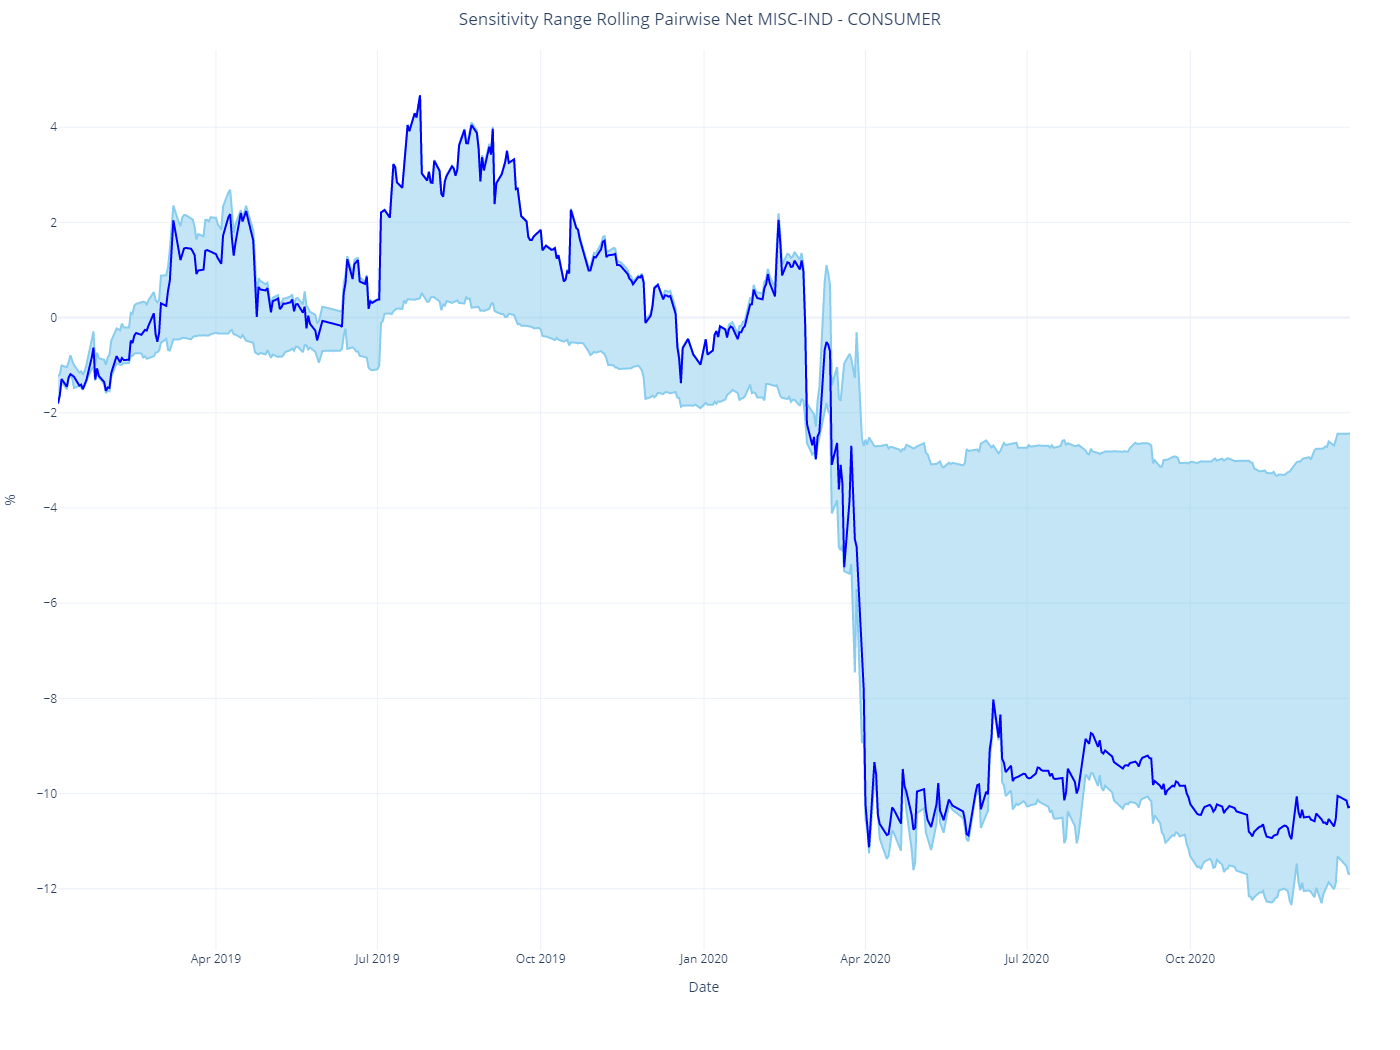 Sensitivity Range Rolling Pairwise Net MISC-IND - CONSUMER
4
2
0
−2
−4
−6
−8
−10
−12
%
Apr 2019
Jul 2019
Oct 2019
Jan 2020
Apr 2020
Jul 2020
Oct 2020
Date